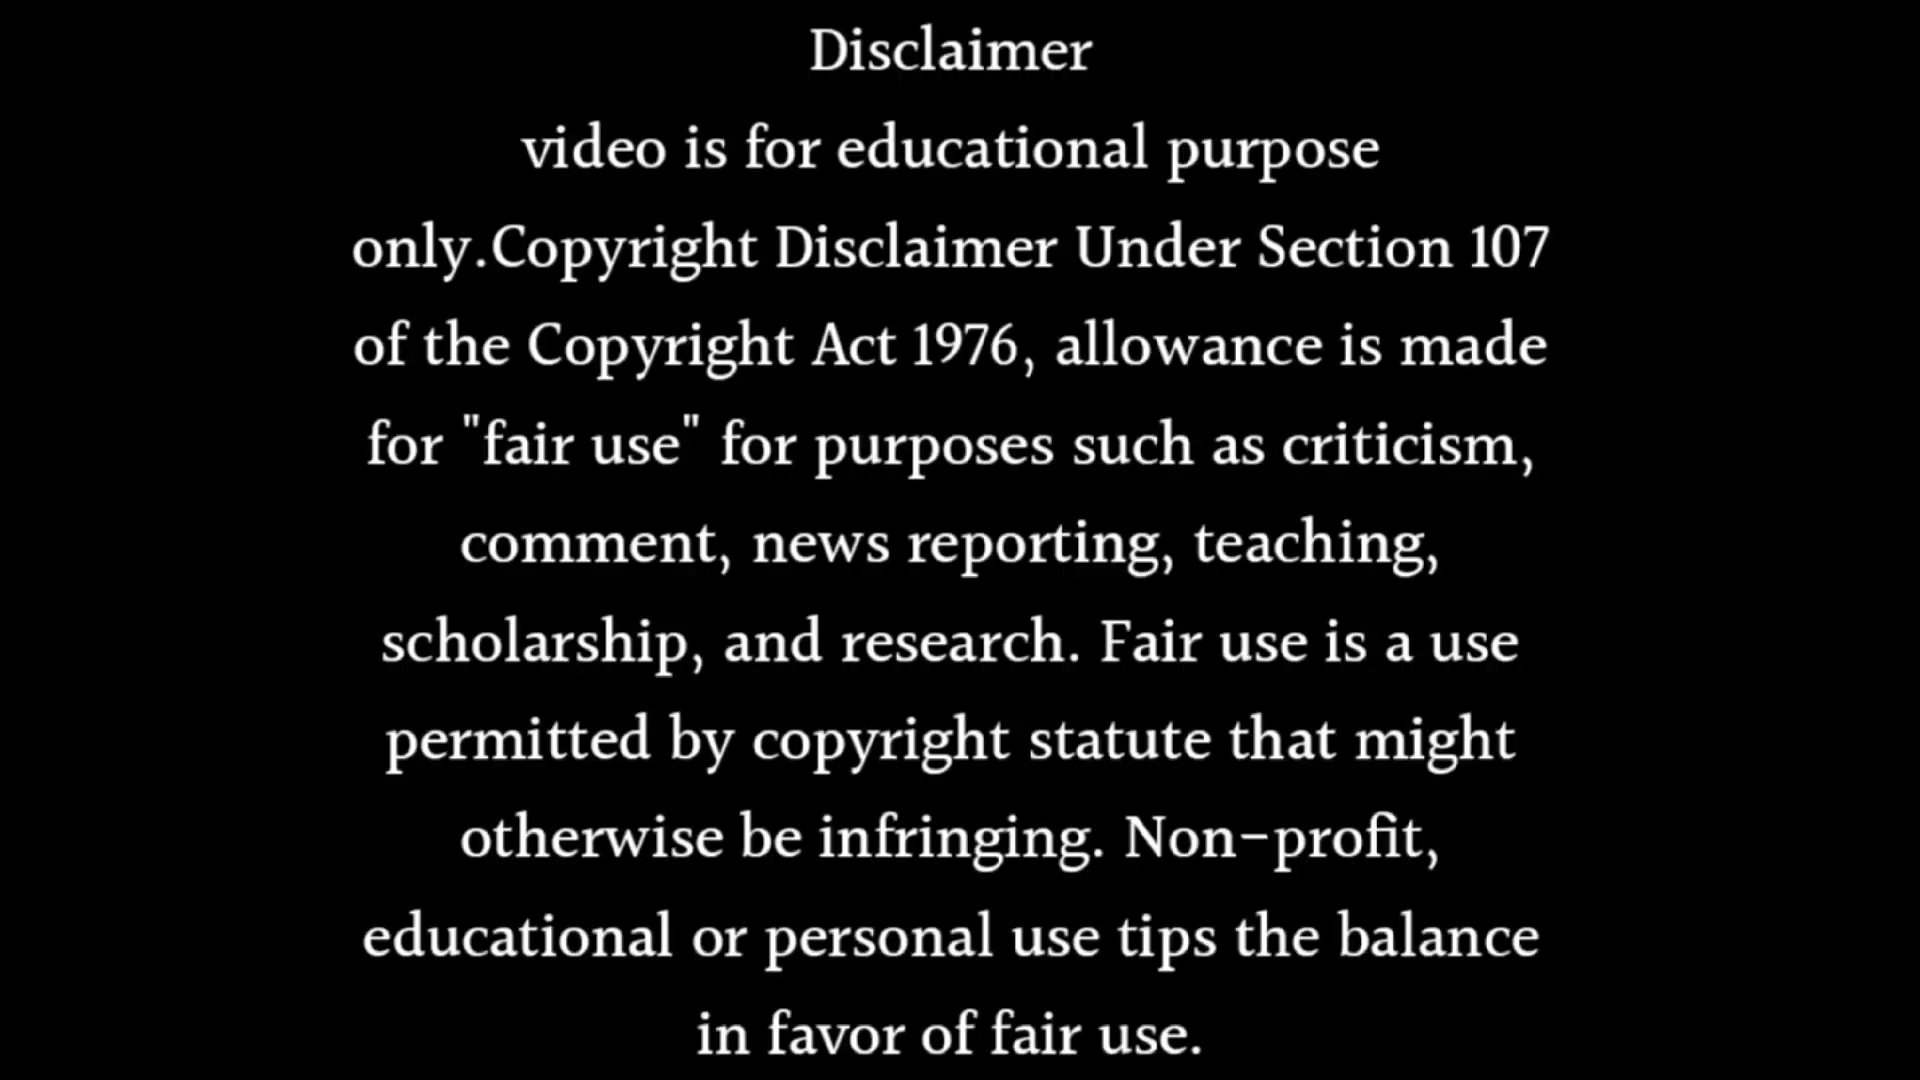 Disclaimer
video is for educational purpose
only.Copyright Disclaimer Under Section 107
of the Copyright Act 1976, allowance is made
for "fair use" for purposes such as criticism,
comment, news reporting, teaching,
scholarship, and research. Fair use is a use
permitted by copyright statute that might
otherwise be infringing. Non-profit,
educational or personal use tips the balance
in favor of fair use.